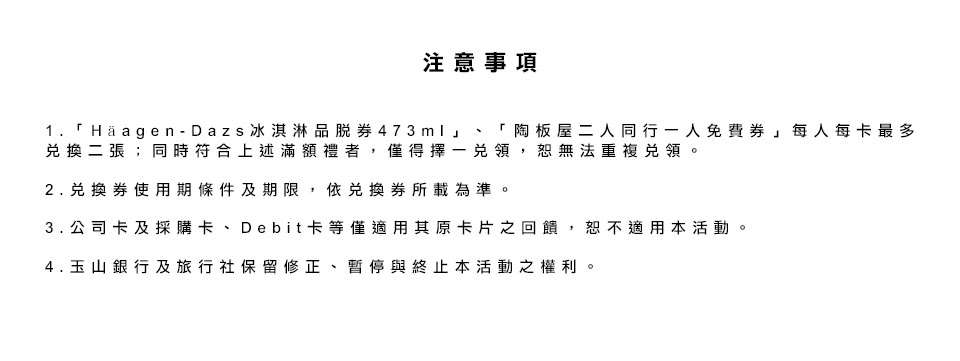 注意事項
1.「Häagen-Dazs冰淇淋品脱券473ml」、「陶板屋二人同行一人免費券」每人每卡最多
兑換二張；同時符合上述滿額禮者，僅得擇一兑領，恕無法重複兑領。
2.兑換券使用期條件及期限，依兑換券所載為準。
3.公司卡及採購卡、Debit卡等僅適用其原卡片之回饋，恕不適用本活動。
4.玉山銀行及旅行社保留修正、暫停與終止本活動之權利。